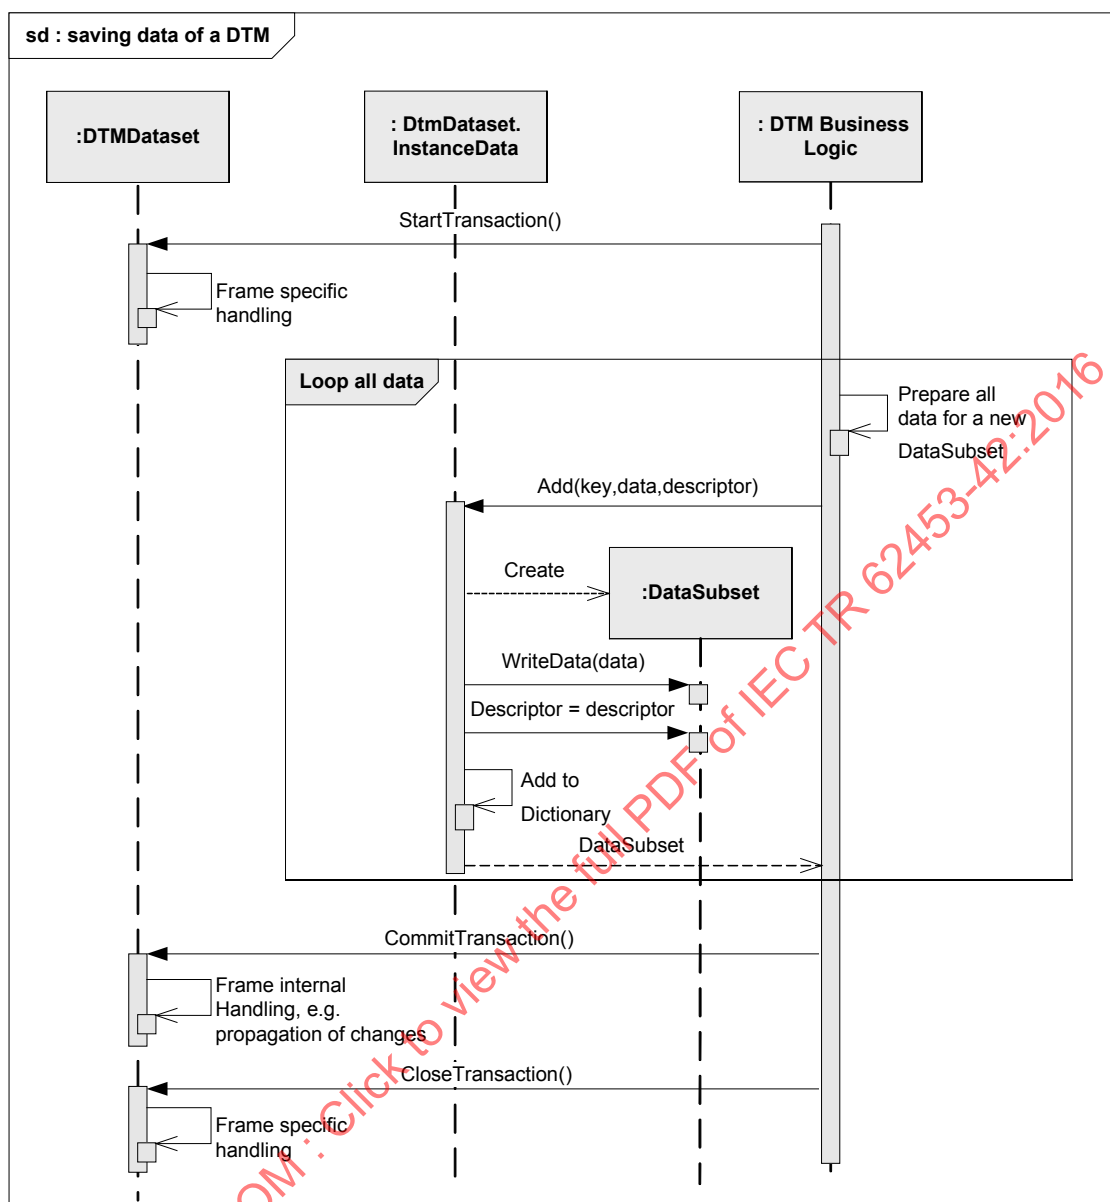 sd : saving data of a DTM
:DTMDataset
: DtmDataset.
InstanceData
: DTM Business
Logic
StartTransaction()
Frame specific
handling
Loop all data
Prepare all
data for a new
DataSubset
Add(key,data,descriptor)
Create
:DataSubset
WriteData(data)
Descriptor = descriptor
Add to
Dictionary
DataSubset
CommitTransaction()
Frame internal
Handling, e.g.
propagation of changes
CloseTransaction()
Frame specific
handling
OM : Click to view the full PDF of IEC TR 62453-42:2016